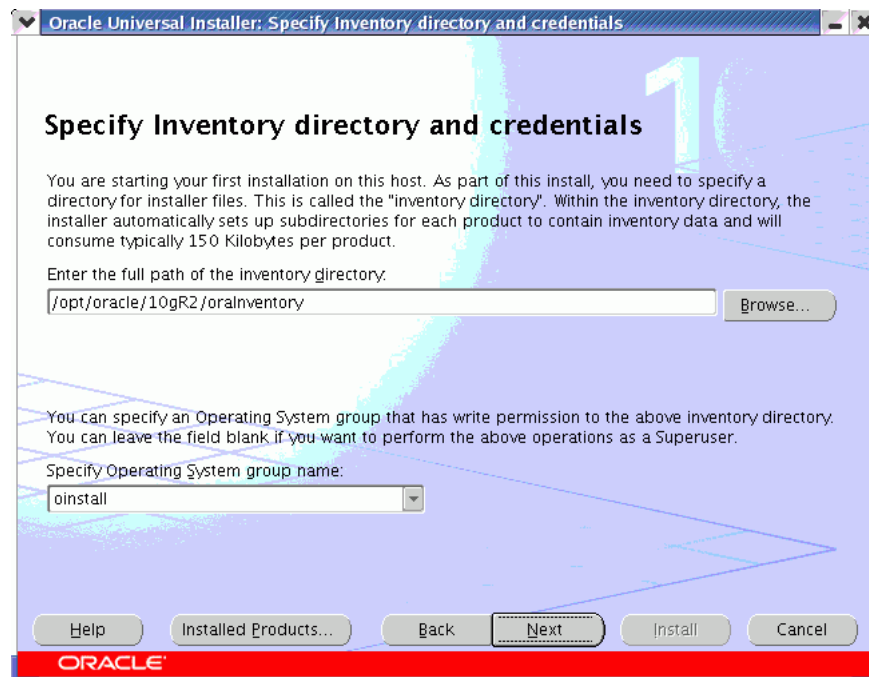 Oracle Universal Installer: Specify Inventory directory and credentials
10
Specify Inventory directory and credentials
You are starting your first installation on this host. As part of this install, you need to specify a
directory for installer files. This is called the "inventory directory". Within the inventory directory, the
installer automatically sets up subdirectories for each product to contain inventory data and will
consume typically 150 Kilobytes per product.
Enter the full path of the inventory directory:
/opt/oracle/10gR2/oraInventory
Browse...
You can specify an Operating System group that has write permission to the above inventory directory.
You can leave the field blank if you want to perform the above operations as a Superuser.
Specify Operating System group name:
oinstall
Help Installed Products... Back Next Install Cancel
ORACLE